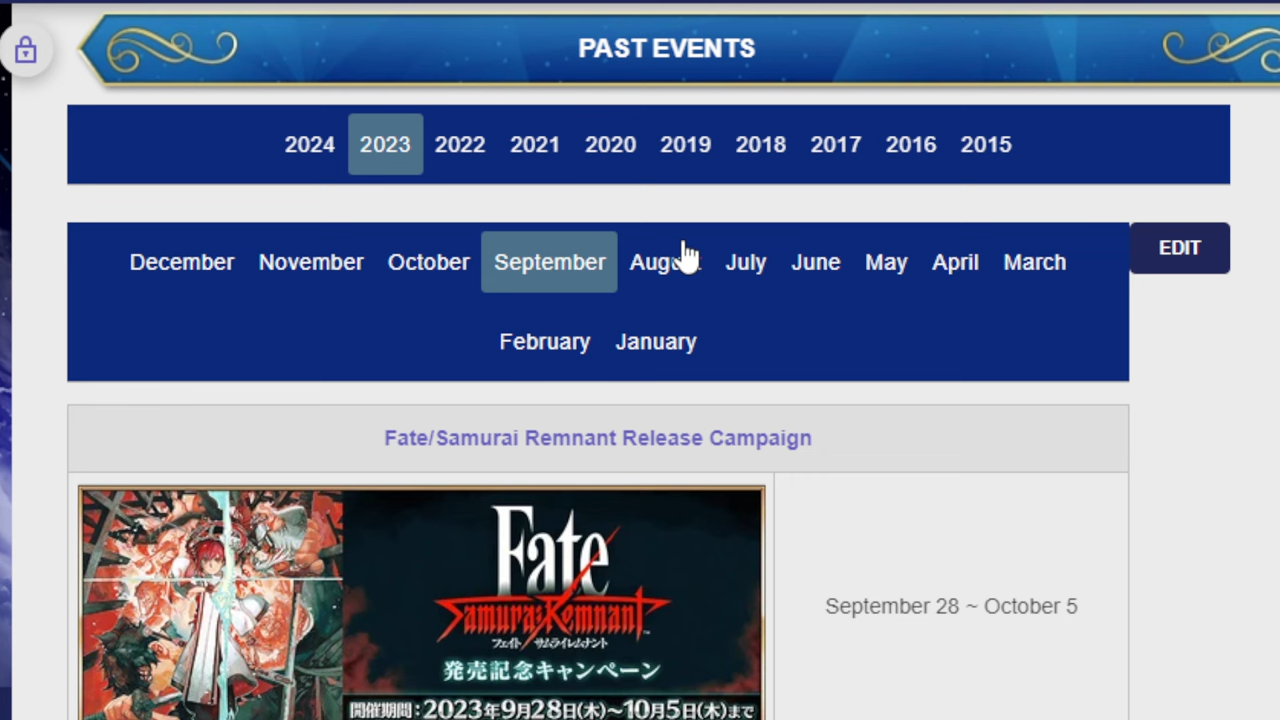 PAST EVENTS
2024 2023 2022 2021 2020 2019 2018 2017 2016 2015
December November October September August July June May April March
EDIT
February January
Fate/Samurai Remnant Release Campaign
Fate
Samurai Remnant
フェイト/サムライレムナント
発売記念キャンペーン
September 28 ~ October 5
開催期間:2023年9月28日(木)~10月5日(木)まで